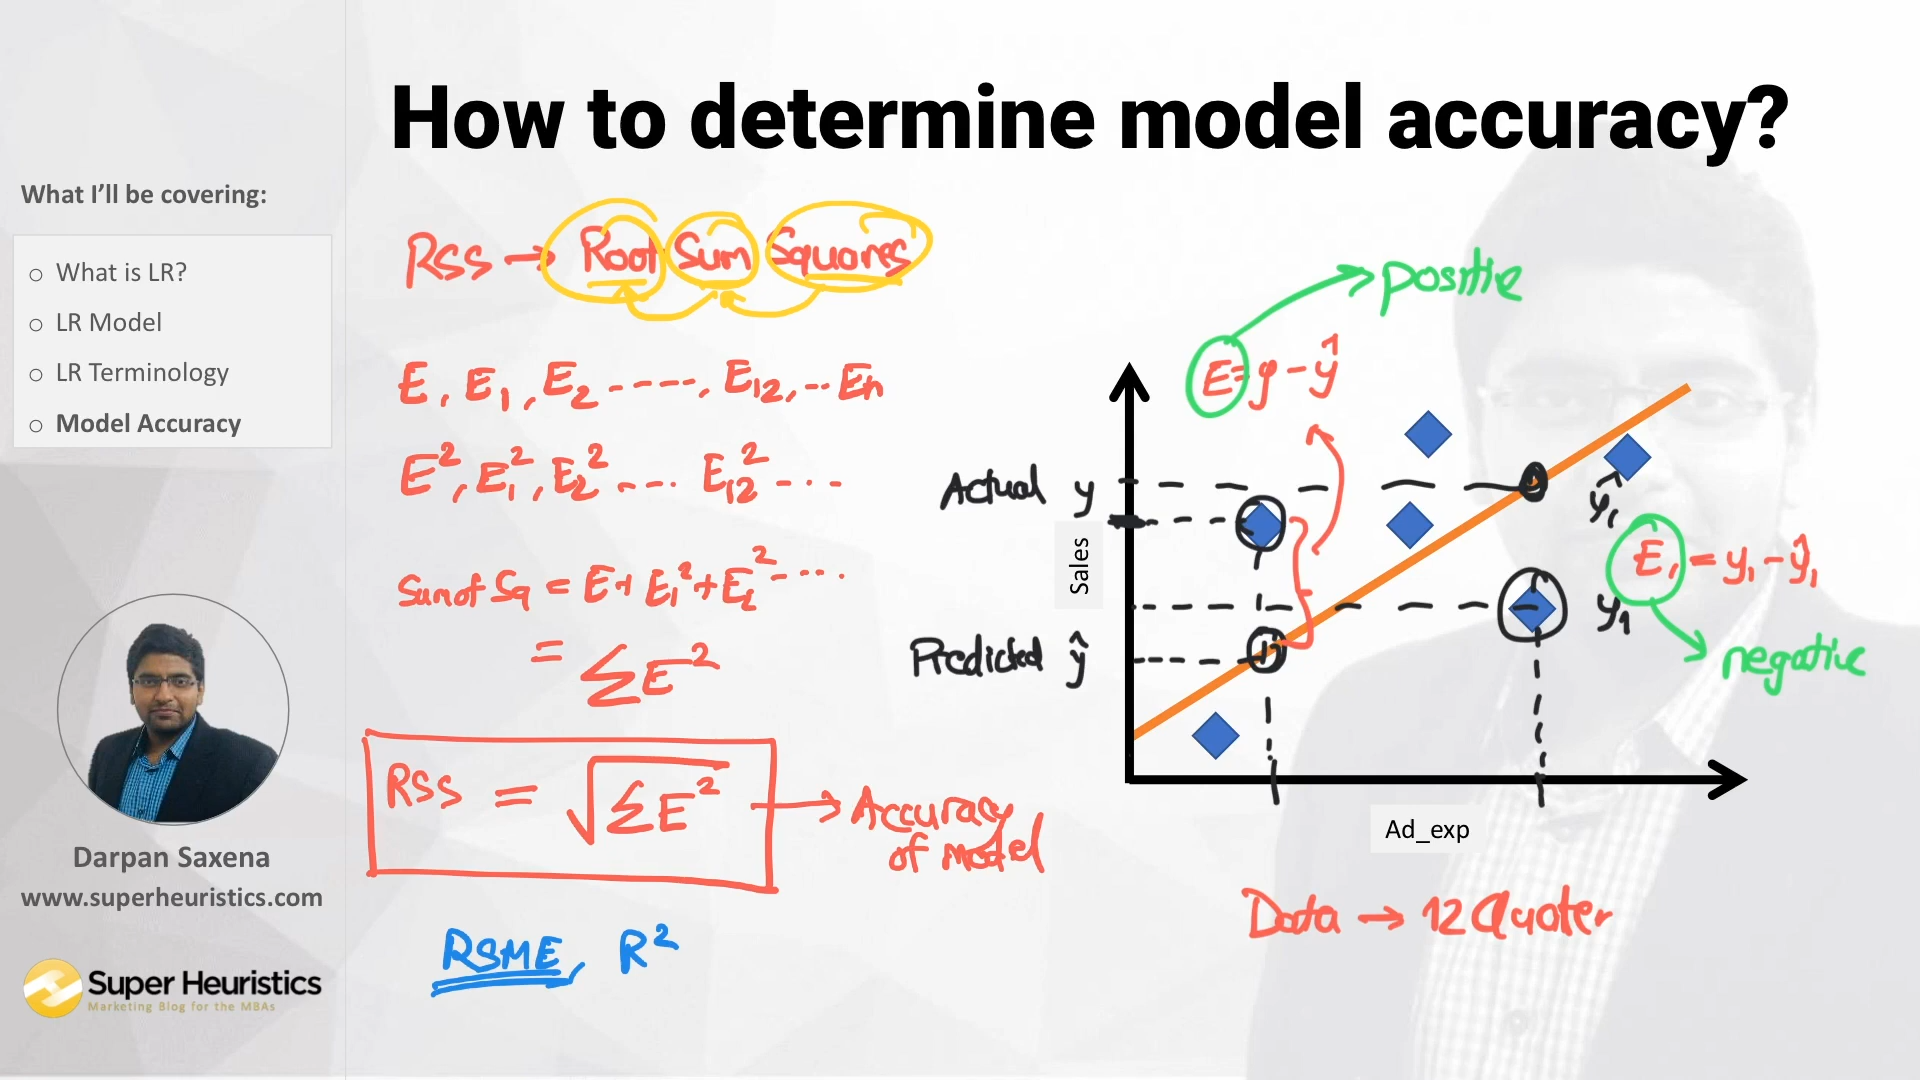 How to determine model accuracy?
What I'll be covering:
○ What is LR?
○ LR Model
○ LR Terminology
○ Model Accuracy
Darpan Saxena
www.superheuristics.com
Super Heuristics
Marketing Blog for the MBAs
RSS → Root Sum Squares
E, E₁, E₂ ----, E₁₂, -- En
E², E₁², E₂² ---- E₁₂² ----
Sum of Sq = E + E₁² + E₂² ----
= ∑E²
RSS = √∑E² → Accuracy
of model
RSME, R²
positive
E = y - ŷ
Actual y
ŷ₁
Sales
E₁ = y₁ - ŷ₁
y₁
Predicted ŷ
negative
Ad_exp
Data → 12 Quater